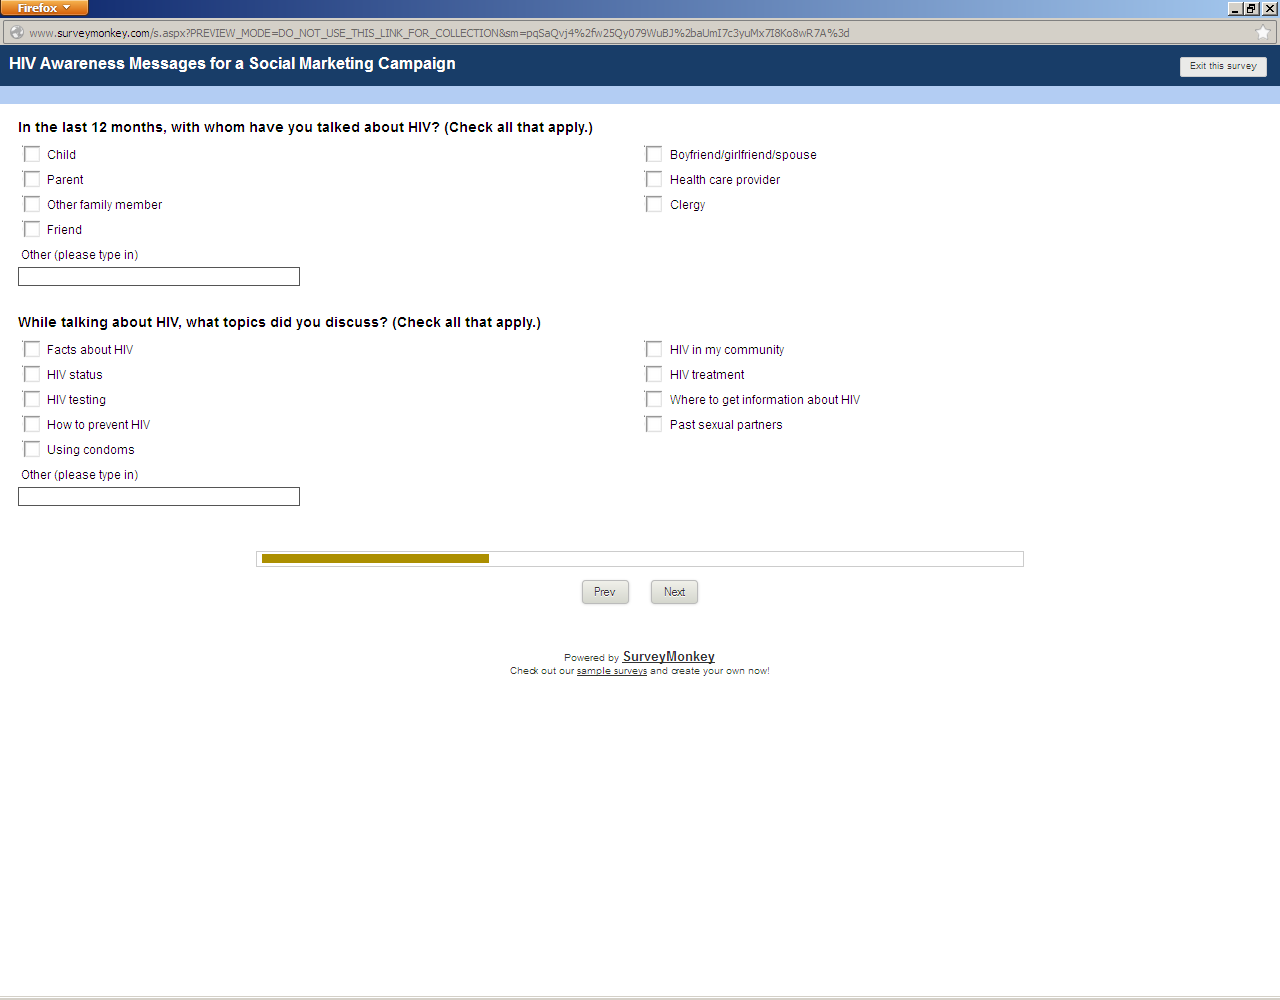 Firefox
www.surveymonkey.com/s.aspx?PREVIEW_MODE=DO_NOT_USE_THIS_LINK_FOR_COLLECTION&sm=pqSaQvj4%2fw25Qy079WuBJ%2baUmI7c3yuMx7I8Ko8wR7A%3d
HIV Awareness Messages for a Social Marketing Campaign
Exit this survey
In the last 12 months, with whom have you talked about HIV? (Check all that apply.)
Child
Boyfriend/girlfriend/spouse
Parent
Health care provider
Other family member
Clergy
Friend
Other (please type in)
While talking about HIV, what topics did you discuss? (Check all that apply.)
Facts about HIV
HIV in my community
HIV status
HIV treatment
HIV testing
Where to get information about HIV
How to prevent HIV
Past sexual partners
Using condoms
Other (please type in)
Prev Next
Powered by SurveyMonkey
Check out our sample surveys and create your own now!